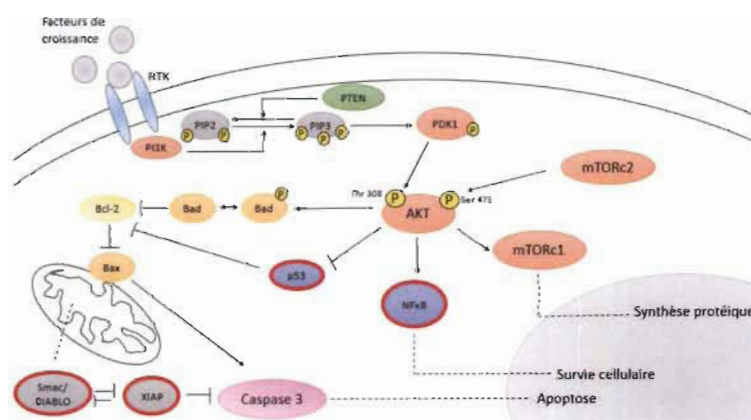 Facteurs de
croissance
RTK
PTEN
PIP2
PIP3
PDK1
PI3K
P
P
P
P
P
P
mTORc2
Thr 308
P
P
Ser 473
AKT
P
Bcl-2
Bad
Bad
mTORc1
Bax
p53
NFκB
Synthèse protéique
Smac/
DIABLO
XIAP
Caspase 3
Survie cellulaire
Apoptose